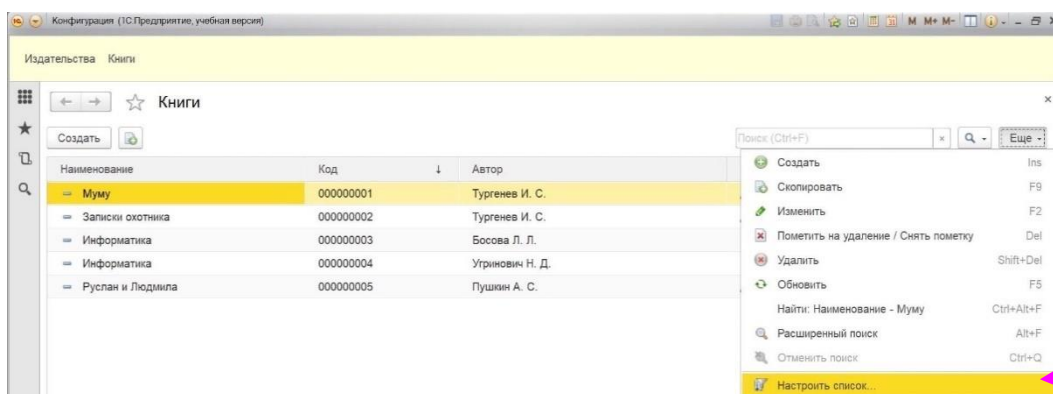 Конфигурация (1С:Предприятие, учебная версия)
M M+ M-
Издательства Книги
Книги
Создать
Поиск (Ctrl+F)
Еще
Наименование Код Автор
Муму 000000001 Тургенев И. С.
Записки охотника 000000002 Тургенев И. С.
Информатика 000000003 Босова Л. Л.
Информатика 000000004 Угринович Н. Д.
Руслан и Людмила 000000005 Пушкин А. С.
Создать Ins
Скопировать F9
Изменить F2
Пометить на удаление / Снять пометку Del
Удалить Shift+Del
Обновить F5
Найти: Наименование - Муму Ctrl+Alt+F
Расширенный поиск Alt+F
Отменить поиск Ctrl+Q
Настроить список...